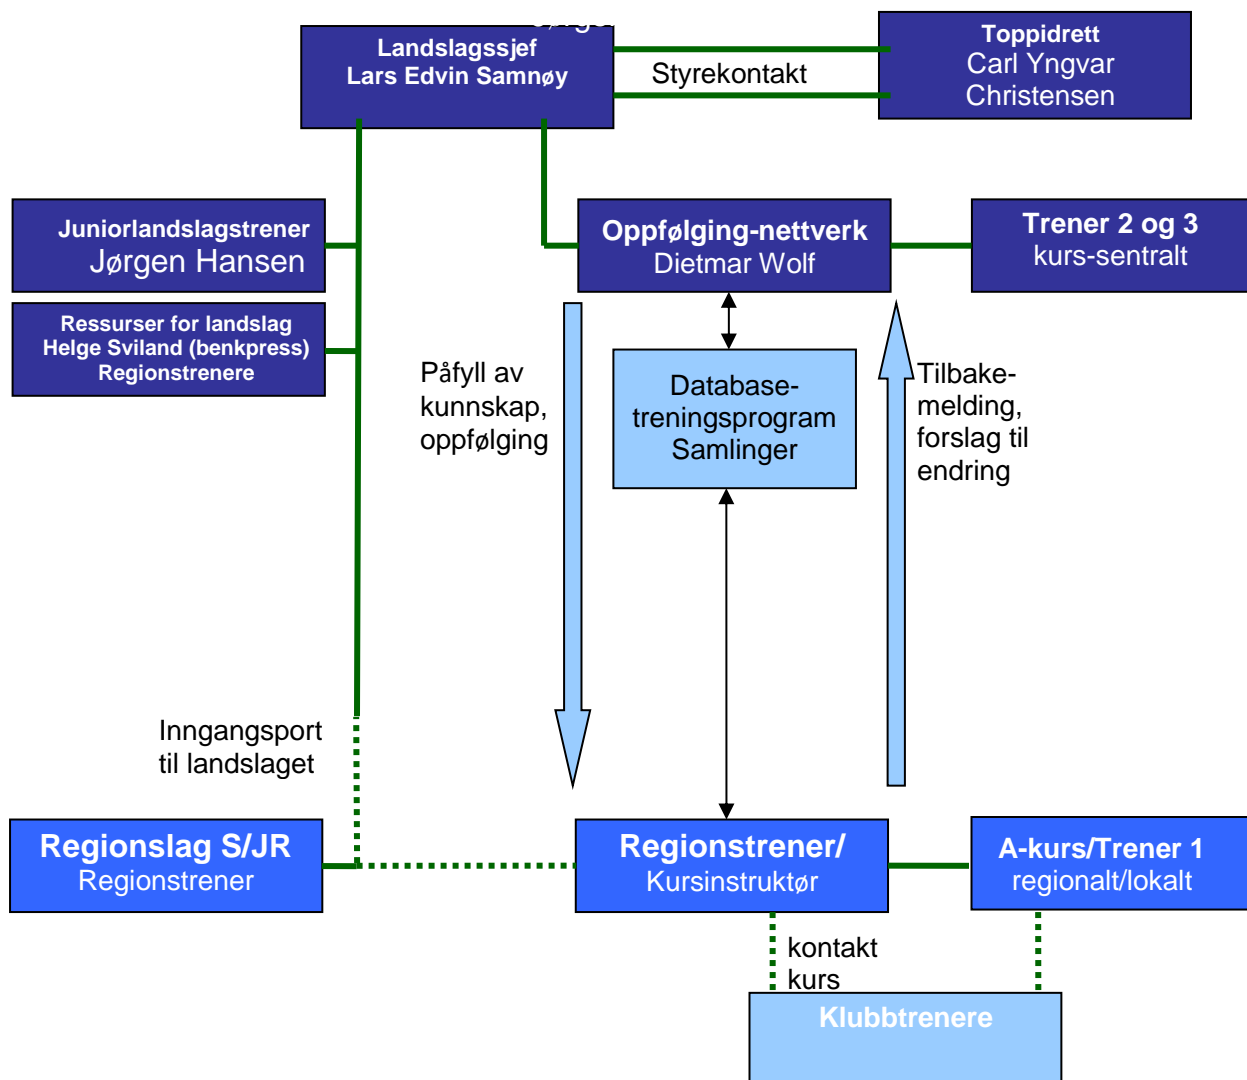 Landslagssjef
Lars Edvin Samnøy
Styrekontakt
Toppidrett
Carl Yngvar
Christensen
Juniorlandslagstrener
Jørgen Hansen
Oppfølging-nettverk
Dietmar Wolf
Trener 2 og 3
kurs-sentralt
Ressurser for landslag
Helge Sviland (benkpress)
Regionstrenere
Påfyll av
kunnskap,
oppfølging
Database-
treningsprogram
Samlinger
Tilbake-
melding,
forslag til
endring
Inngangsport
til landslaget
Regionslag S/JR
Regionstrener
Regionstrener/
Kursinstruktør
A-kurs/Trener 1
regionalt/lokalt
kontakt
kurs
Klubbtrenere